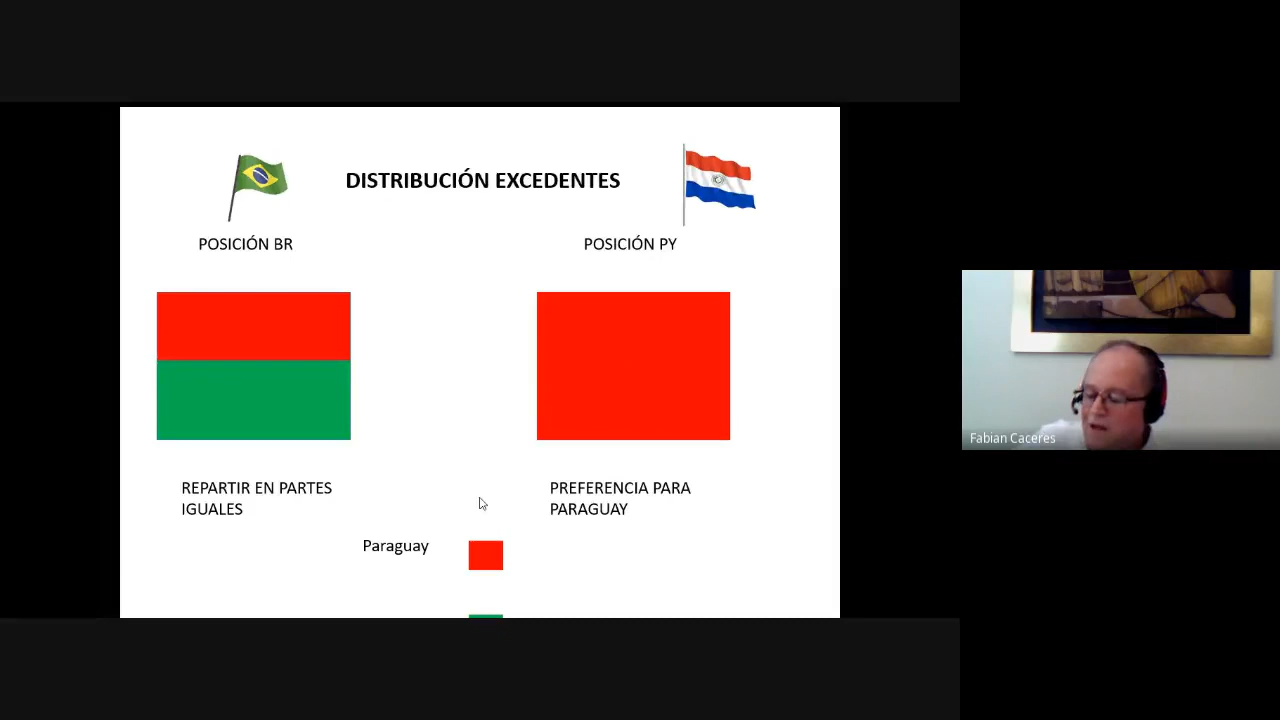 DISTRIBUCIÓN EXCEDENTES
POSICIÓN BR
POSICIÓN PY
REPARTIR EN PARTES
IGUALES
PREFERENCIA PARA
PARAGUAY
Paraguay
Fabian Caceres